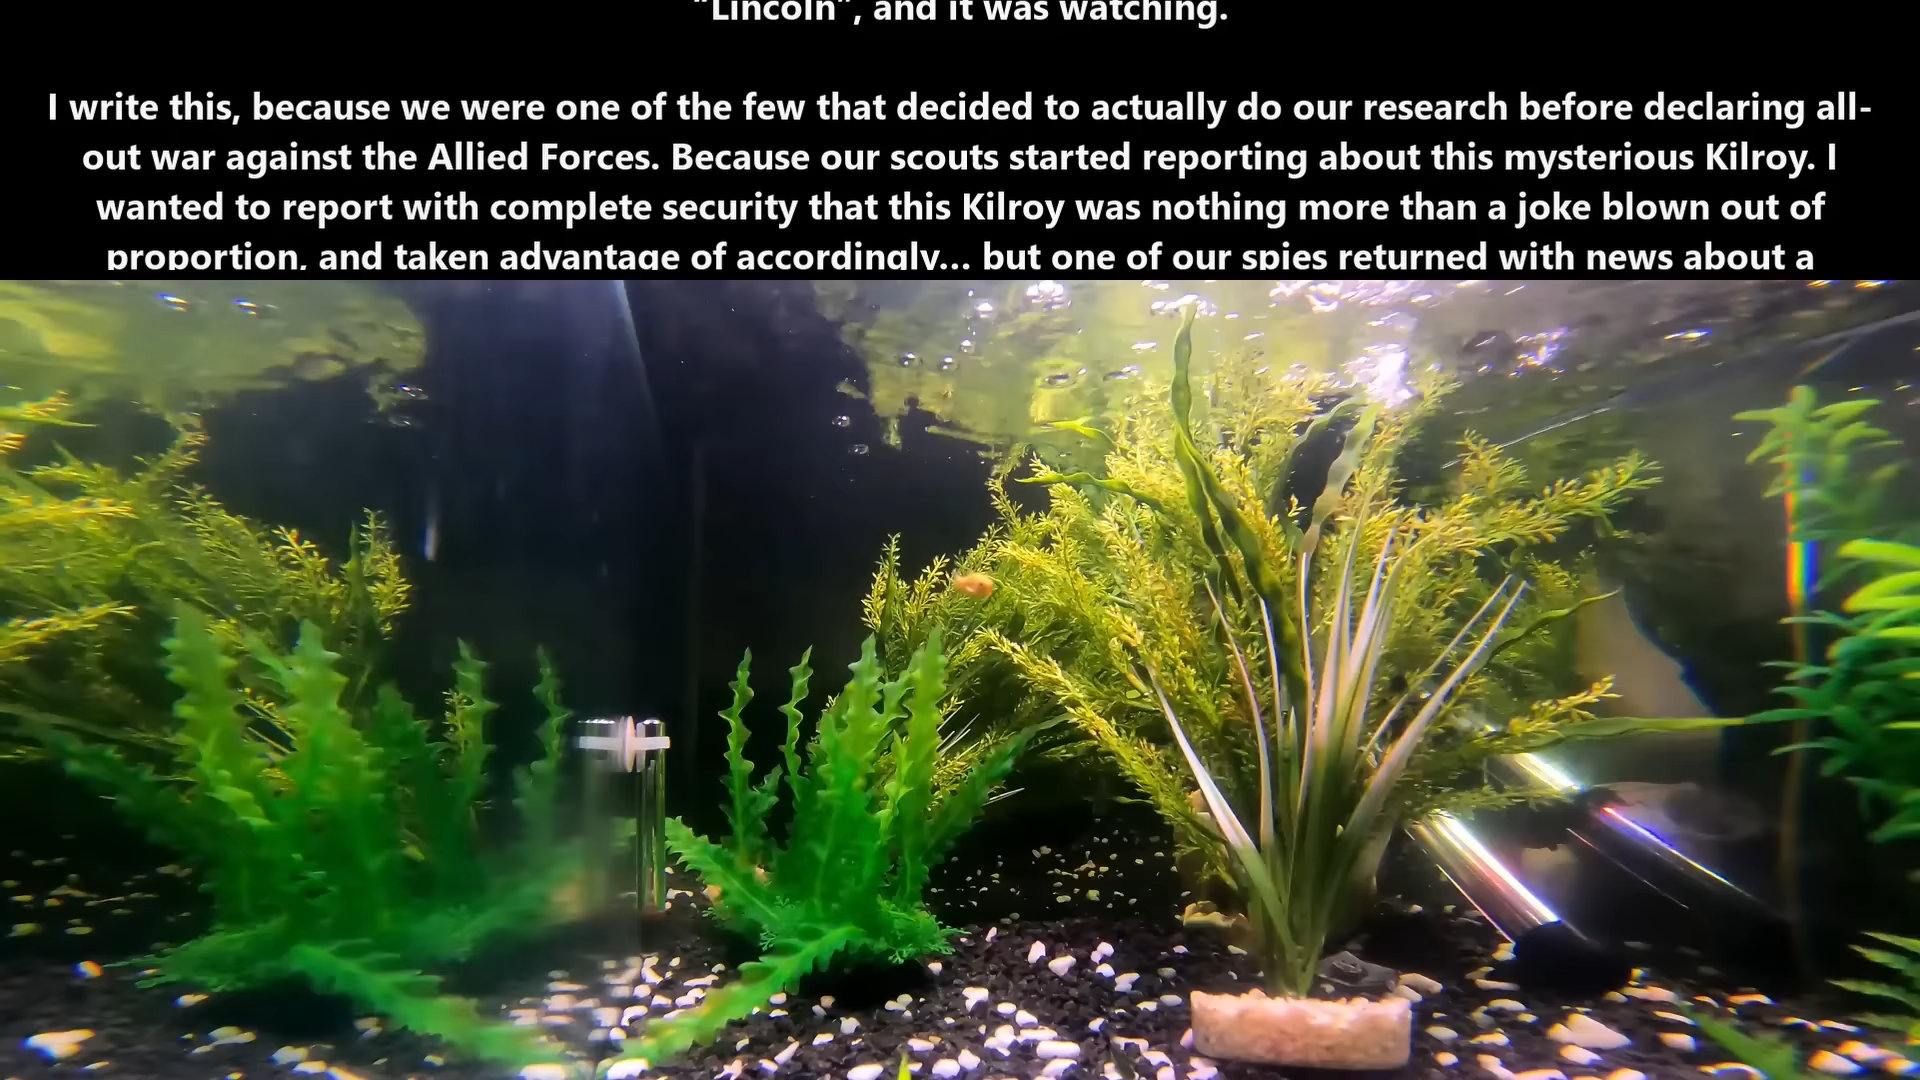 "Lincoln", and it was watching.
I write this, because we were one of the few that decided to actually do our research before declaring all-
out war against the Allied Forces. Because our scouts started reporting about this mysterious Kilroy. I
wanted to report with complete security that this Kilroy was nothing more than a joke blown out of
proportion, and taken advantage of accordingly... but one of our spies returned with news about a